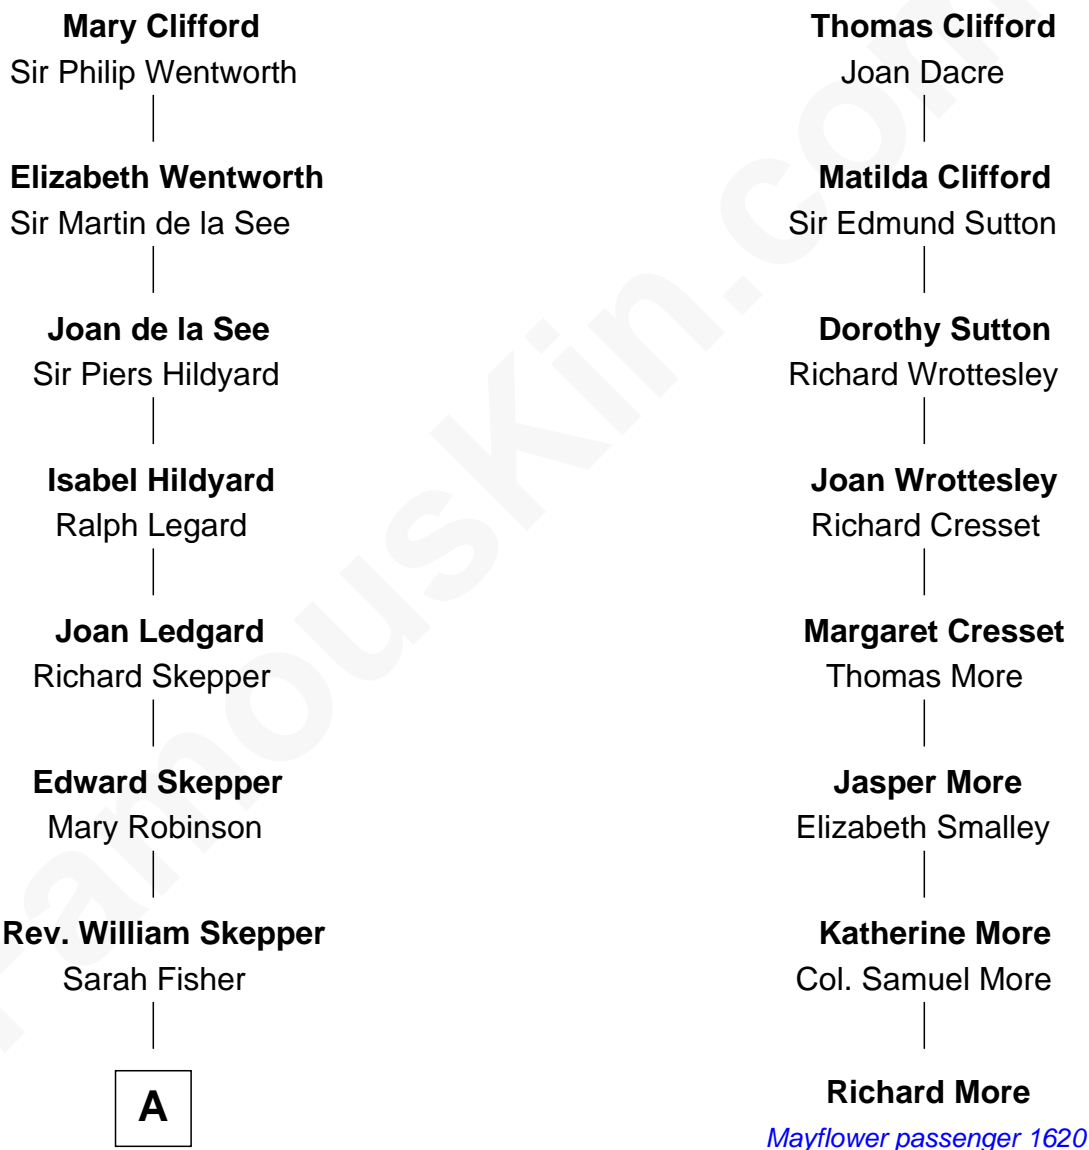 Mary Clifford
Sir Philip Wentworth
Elizabeth Wentworth
Sir Martin de la See
Joan de la See
Sir Piers Hildyard
Isabel Hildyard
Ralph Legard
Joan Ledgard
Richard Skepper
Edward Skepper
Mary Robinson
Rev. William Skepper
Sarah Fisher
A
Thomas Clifford
Joan Dacre
Matilda Clifford
Sir Edmund Sutton
Dorothy Sutton
Richard Wrottesley
Joan Wrottesley
Richard Cresset
Margaret Cresset
Thomas More
Jasper More
Elizabeth Smalley
Katherine More
Col. Samuel More
Richard More
Mayflower passenger 1620
FamousKin.com